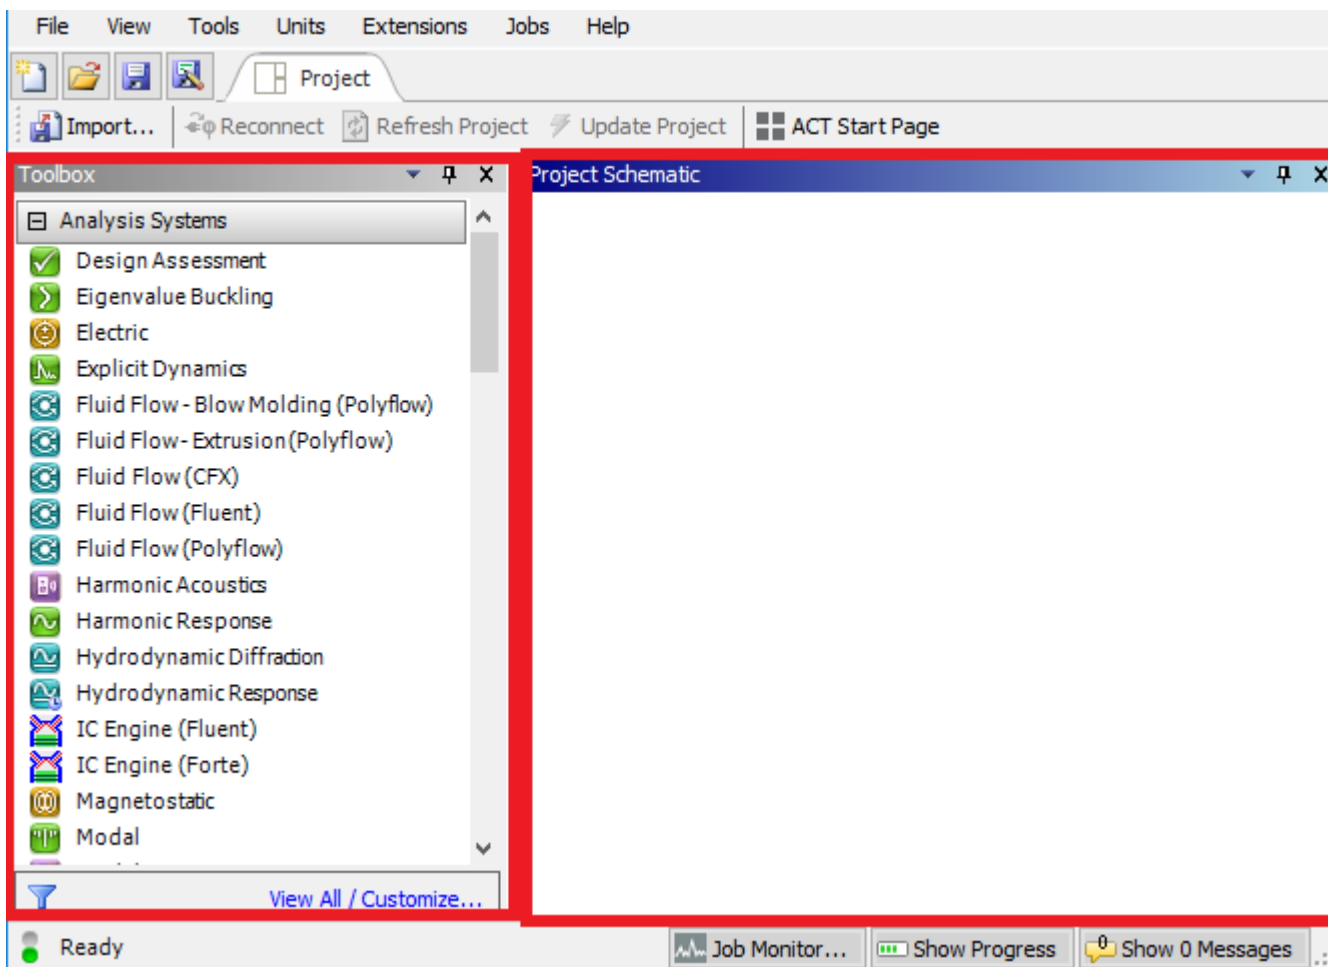 File View Tools Units Extensions Jobs Help
Project
Import... Reconnect Refresh Project Update Project ACT Start Page
Toolbox
Analysis Systems
Design Assessment
Eigenvalue Buckling
Electric
Explicit Dynamics
Fluid Flow - Blow Molding (Polyflow)
Fluid Flow - Extrusion (Polyflow)
Fluid Flow (CFX)
Fluid Flow (Fluent)
Fluid Flow (Polyflow)
Harmonic Acoustics
Harmonic Response
Hydrodynamic Diffraction
Hydrodynamic Response
IC Engine (Fluent)
IC Engine (Forte)
Magnetostatic
Modal
View All / Customize...
Project Schematic
Ready Job Monitor... Show Progress 0 Show 0 Messages